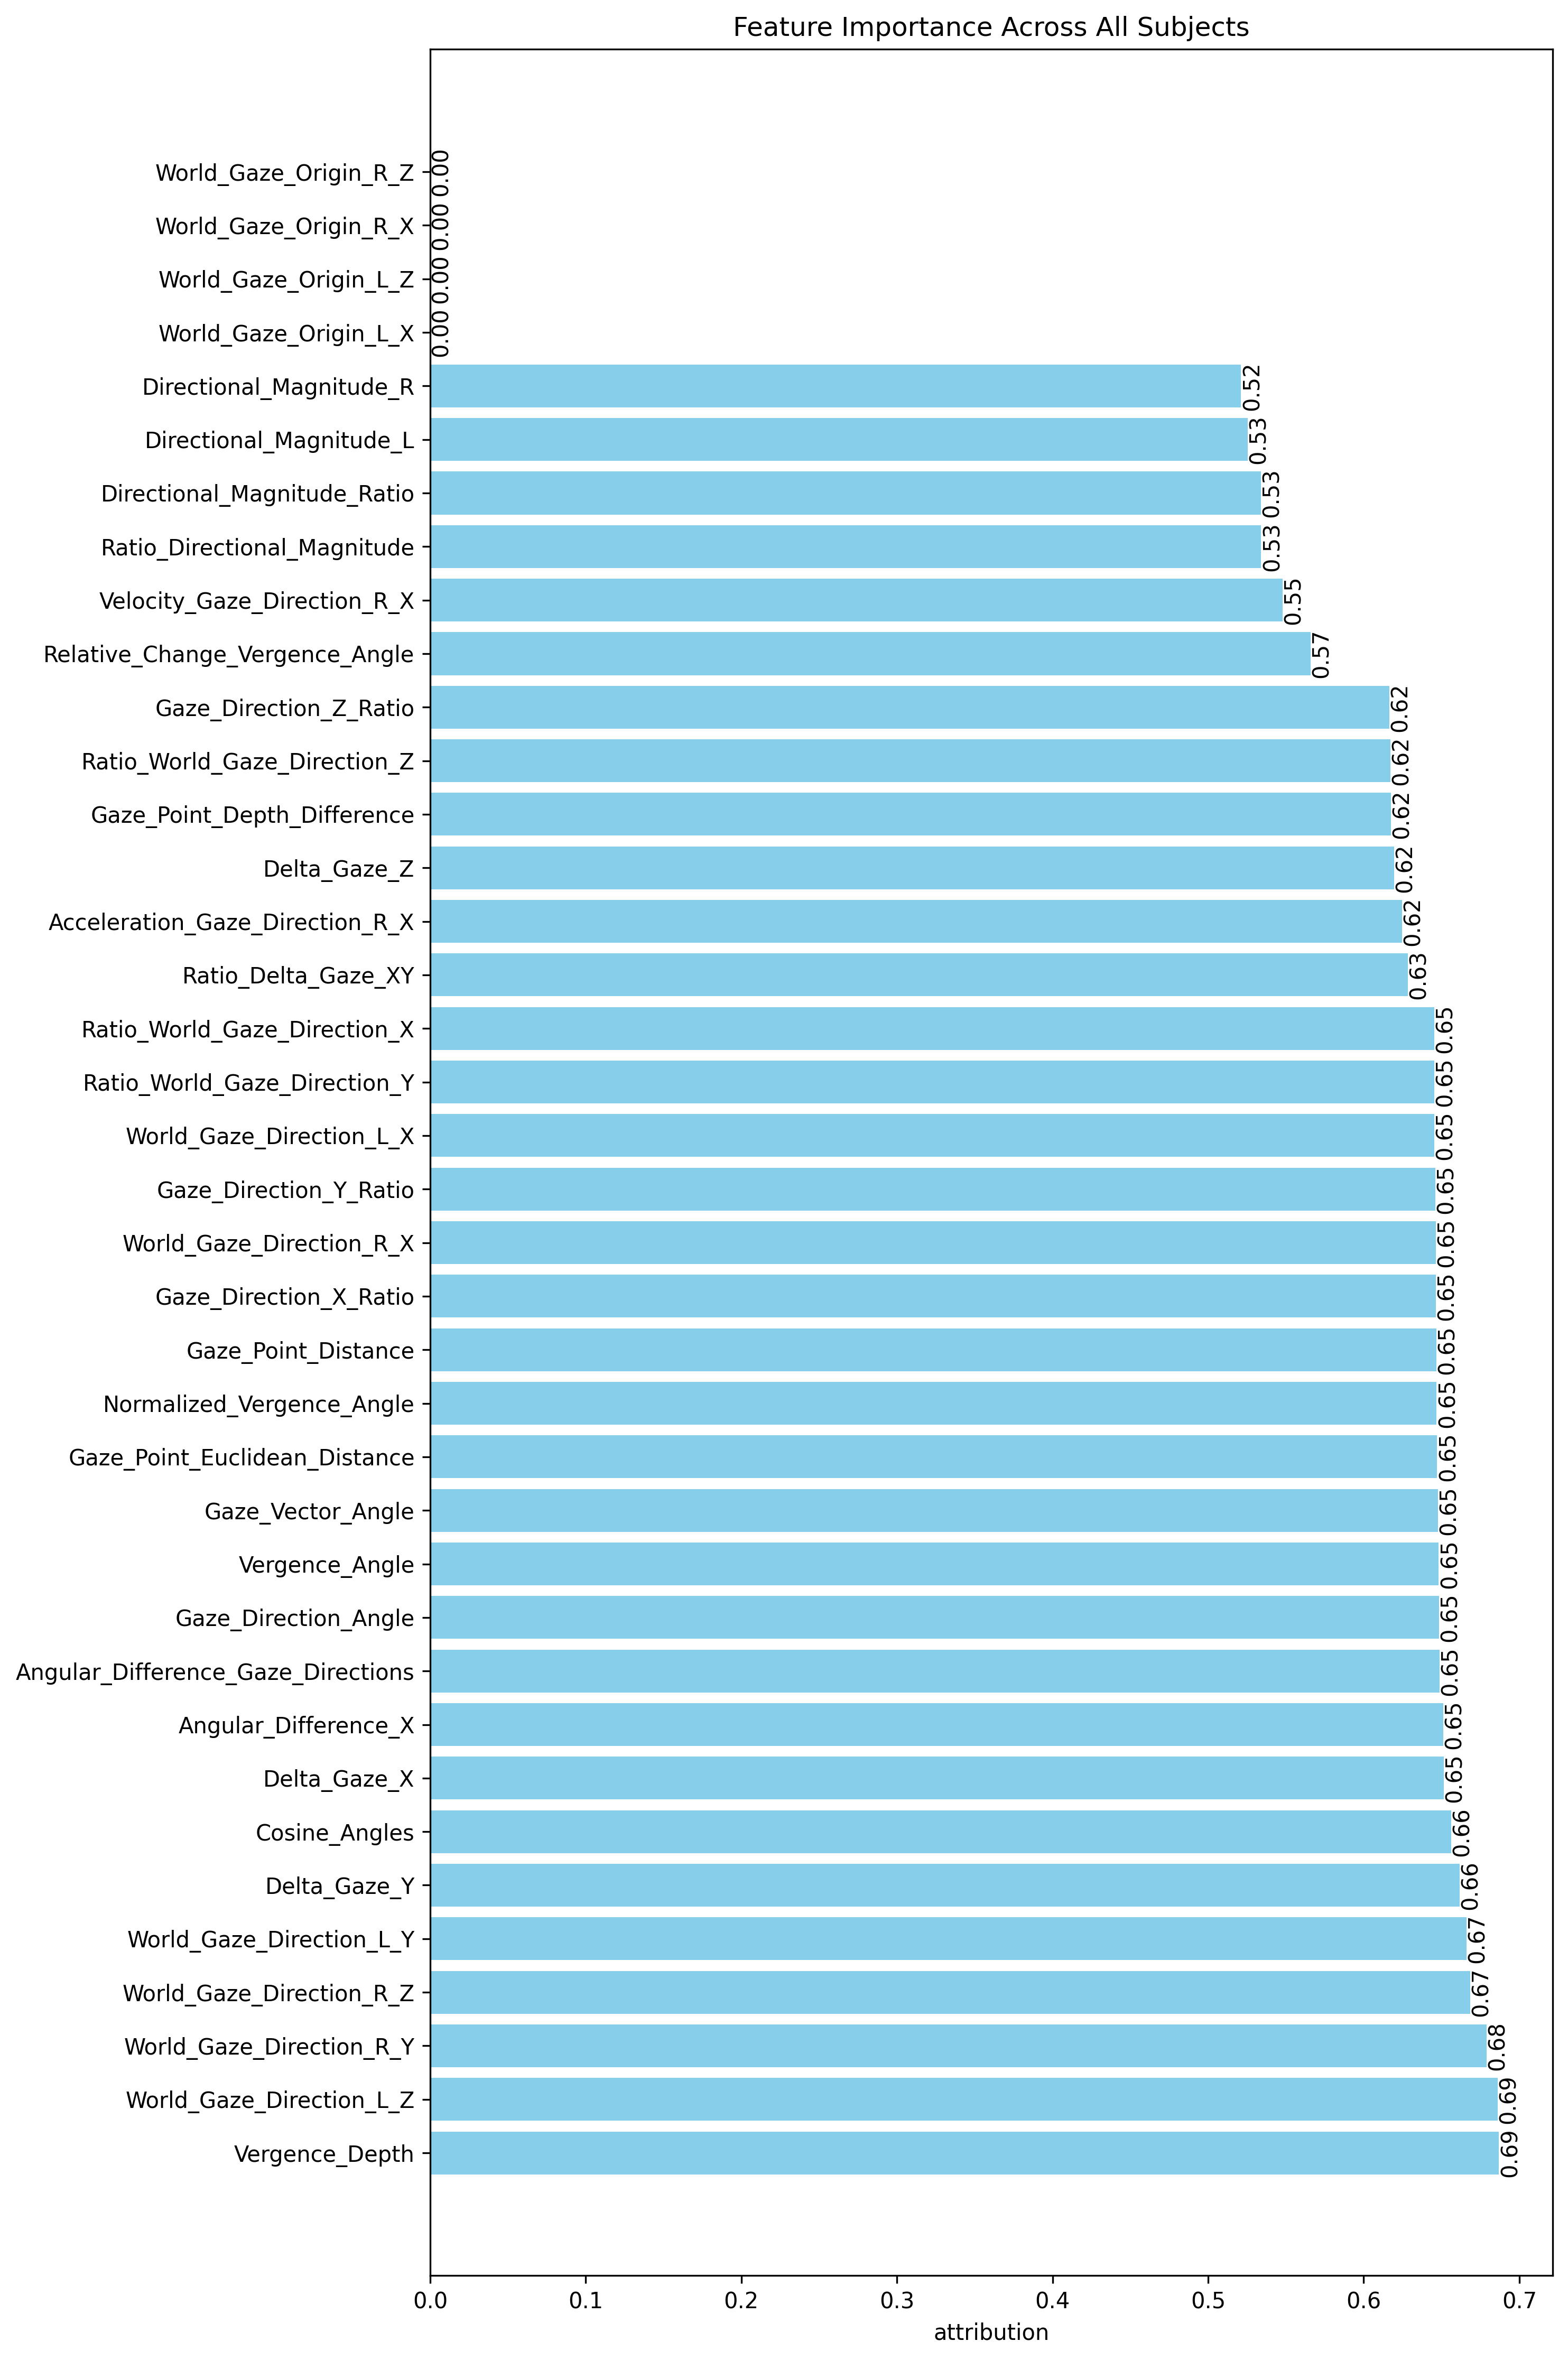 Feature Importance Across All Subjects
World_Gaze_Origin_R_Z 0.00
World_Gaze_Origin_R_X 0.00
World_Gaze_Origin_L_Z 0.00
World_Gaze_Origin_L_X 0.00
Directional_Magnitude_R 0.52
Directional_Magnitude_L 0.53
Directional_Magnitude_Ratio 0.53
Ratio_Directional_Magnitude 0.53
Velocity_Gaze_Direction_R_X 0.55
Relative_Change_Vergence_Angle 0.57
Gaze_Direction_Z_Ratio 0.62
Ratio_World_Gaze_Direction_Z 0.62
Gaze_Point_Depth_Difference 0.62
Delta_Gaze_Z 0.62
Acceleration_Gaze_Direction_R_X 0.62
Ratio_Delta_Gaze_XY 0.63
Ratio_World_Gaze_Direction_X 0.65
Ratio_World_Gaze_Direction_Y 0.65
World_Gaze_Direction_L_X 0.65
Gaze_Direction_Y_Ratio 0.65
World_Gaze_Direction_R_X 0.65
Gaze_Direction_X_Ratio 0.65
Gaze_Point_Distance 0.65
Normalized_Vergence_Angle 0.65
Gaze_Point_Euclidean_Distance 0.65
Gaze_Vector_Angle 0.65
Vergence_Angle 0.65
Gaze_Direction_Angle 0.65
Angular_Difference_Gaze_Directions 0.65
Angular_Difference_X 0.65
Delta_Gaze_X 0.65
Cosine_Angles 0.66
Delta_Gaze_Y 0.66
World_Gaze_Direction_L_Y 0.67
World_Gaze_Direction_R_Z 0.67
World_Gaze_Direction_R_Y 0.68
World_Gaze_Direction_L_Z 0.69
Vergence_Depth 0.69
0.0 0.1 0.2 0.3 0.4 0.5 0.6 0.7
attribution